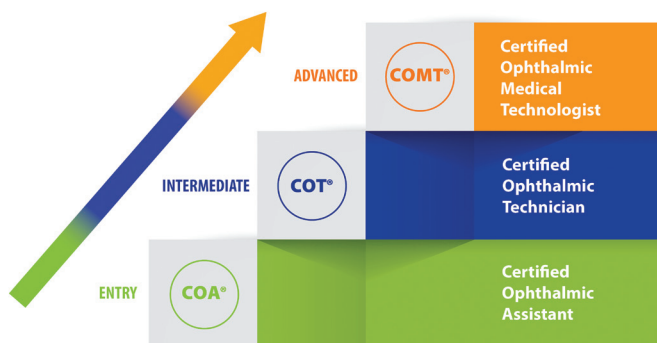 ADVANCED
COMT®
Certified
Ophthalmic
Medical
Technologist
INTERMEDIATE
COT®
Certified
Ophthalmic
Technician
ENTRY
COA®
Certified
Ophthalmic
Assistant